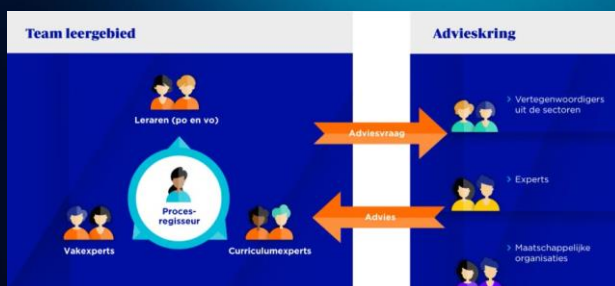 Team leergebied
Advieskring
Leraren (po en vo)
Proces-
regisseur
Vakexperts
Curriculumexperts
Adviesvraag
Advies
> Vertegenwoordigers
uit de sectoren
> Experts
> Maatschappelijke
organisaties